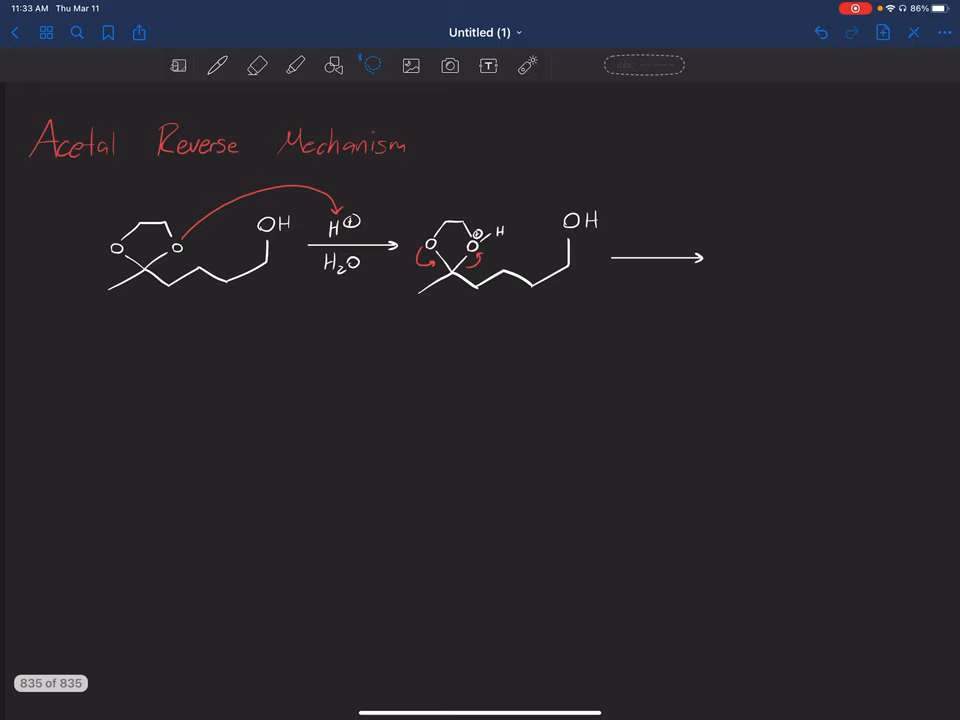 11:33 AM Thu Mar 11
86%
Untitled (1)
Acetal Reverse Mechanism
O O OH H⊕ H₂O O O⊕ H OH
835 of 835